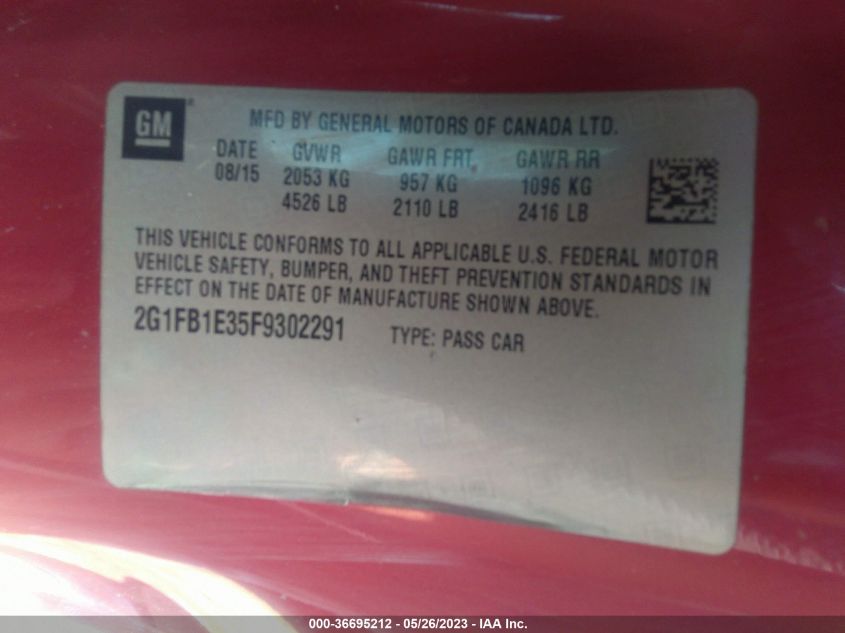 GM®
MFD BY GENERAL MOTORS OF CANADA LTD.
DATE GVWR GAWR FRT. GAWR RR
08/15 2053 KG 957 KG 1096 KG
4526 LB 2110 LB 2416 LB
THIS VEHICLE CONFORMS TO ALL APPLICABLE U.S. FEDERAL MOTOR
VEHICLE SAFETY, BUMPER, AND THEFT PREVENTION STANDARDS IN
EFFECT ON THE DATE OF MANUFACTURE SHOWN ABOVE.
2G1FB1E35F9302291 TYPE: PASS CAR
000-36695212 - 05/26/2023 - IAA Inc.